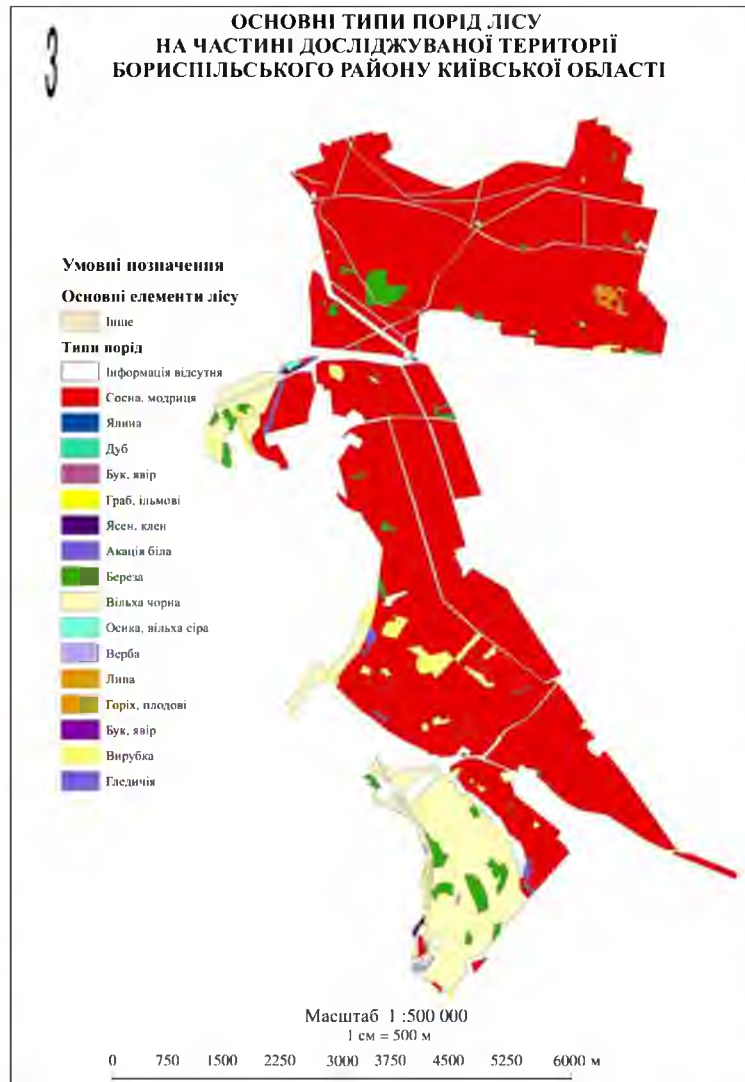 З
ОСНОВНІ ТИПИ ПОРІД ЛІСУ
НА ЧАСТИНІ ДОСЛІДЖУВАНОЇ ТЕРИТОРІЇ
БОРИСПІЛЬСЬКОГО РАЙОНУ КИЇВСЬКОЇ ОБЛАСТІ
Умовні позначення
Основні елементи лісу
Інше
Типи порід
Інформація відсутня
Сосна, модриця
Ялина
Дуб
Бук, явір
Граб, ільмові
Ясен, клен
Акація біла
Береза
Вільха чорна
Осика, вільха сіра
Верба
Липа
Горіх, плодові
Бук, явір
Вирубка
Гледичія
Масштаб 1 :500 000
1 см = 500 м
0 750 1500 2250 3000 3750 4500 5250 6000 м